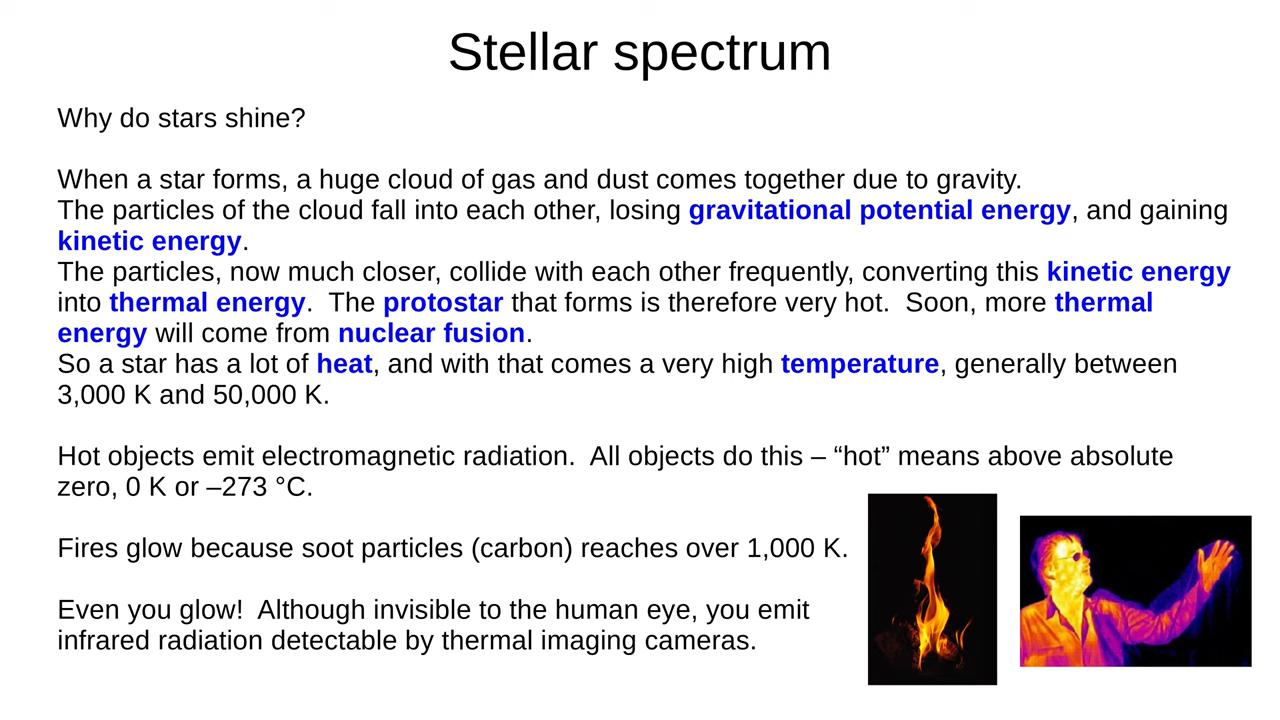 Stellar spectrum
Why do stars shine?
When a star forms, a huge cloud of gas and dust comes together due to gravity.
The particles of the cloud fall into each other, losing gravitational potential energy, and gaining
kinetic energy.
The particles, now much closer, collide with each other frequently, converting this kinetic energy
into thermal energy.  The protostar that forms is therefore very hot.  Soon, more thermal
energy will come from nuclear fusion.
So a star has a lot of heat, and with that comes a very high temperature, generally between
3,000 K and 50,000 K.
Hot objects emit electromagnetic radiation.  All objects do this – “hot” means above absolute
zero, 0 K or –273 °C.
Fires glow because soot particles (carbon) reaches over 1,000 K.
Even you glow!  Although invisible to the human eye, you emit
infrared radiation detectable by thermal imaging cameras.